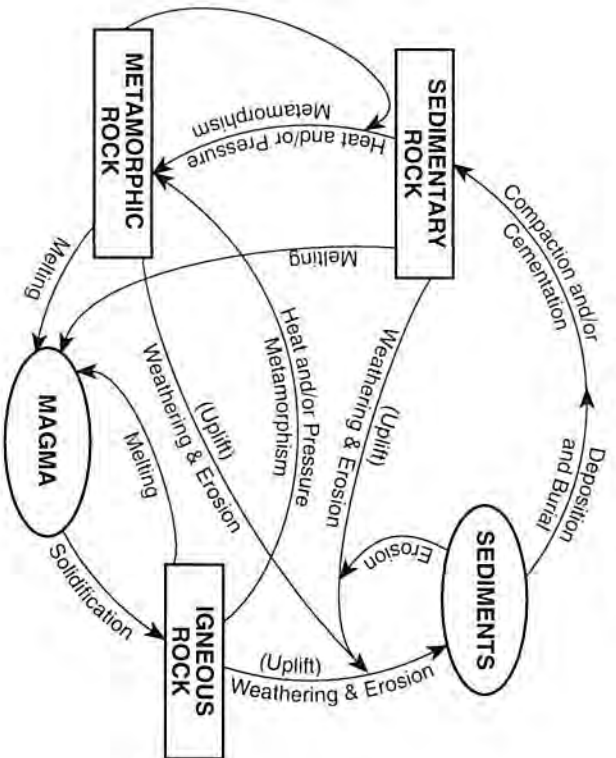 Deposition
and Burial
Compaction and/or
Cementation
SEDIMENTS
Erosion
SEDIMENTARY
ROCK
(Uplift)
Weathering & Erosion
Melting
Heat and/or Pressure
Metamorphism
(Uplift)
Weathering & Erosion
Heat and/or Pressure
Metamorphism
(Uplift)
Weathering & Erosion
METAMORPHIC
ROCK
IGNEOUS
ROCK
Melting
Melting
Solidification
MAGMA